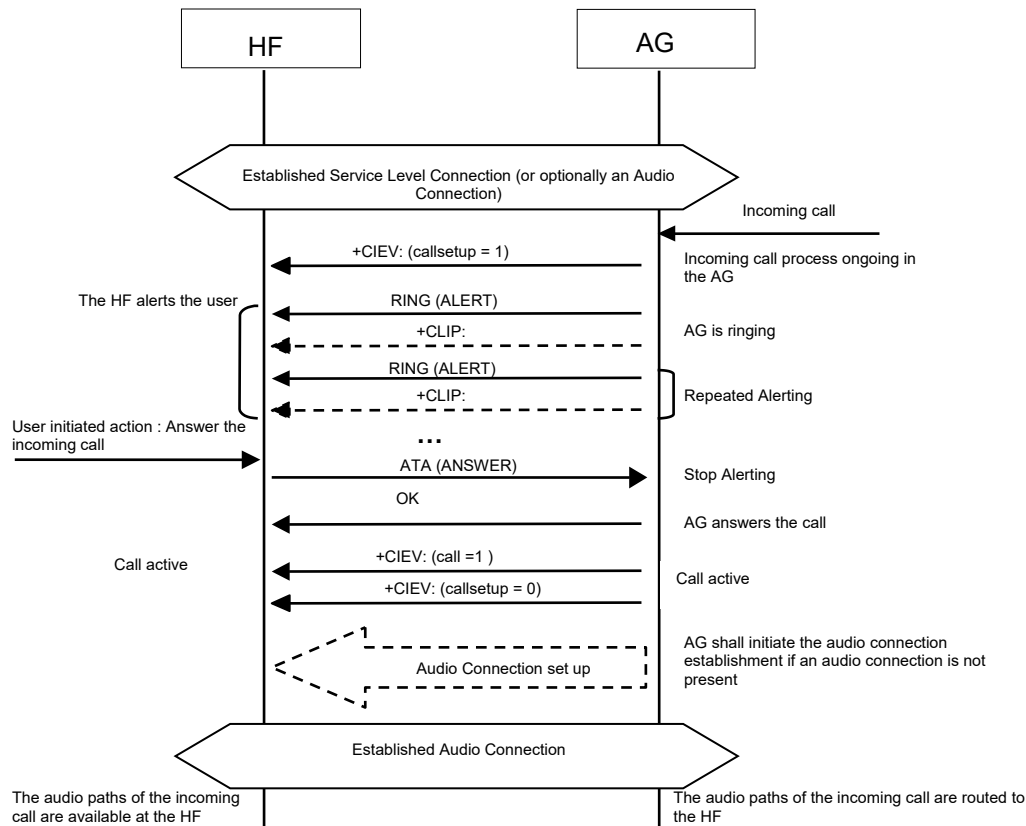 HF
AG
Established Service Level Connection (or optionally an Audio
Connection)
Incoming call
+CIEV: (callsetup = 1)
Incoming call process ongoing in
the AG
The HF alerts the user
RING (ALERT)
+CLIP:
AG is ringing
RING (ALERT)
+CLIP:
Repeated Alerting
User initiated action : Answer the
incoming call
...
ATA (ANSWER)
Stop Alerting
OK
AG answers the call
Call active
+CIEV: (call =1 )
Call active
+CIEV: (callsetup = 0)
AG shall initiate the audio connection
establishment if an audio connection is not
present
Audio Connection set up
Established Audio Connection
The audio paths of the incoming
call are available at the HF
The audio paths of the incoming call are routed to
the HF